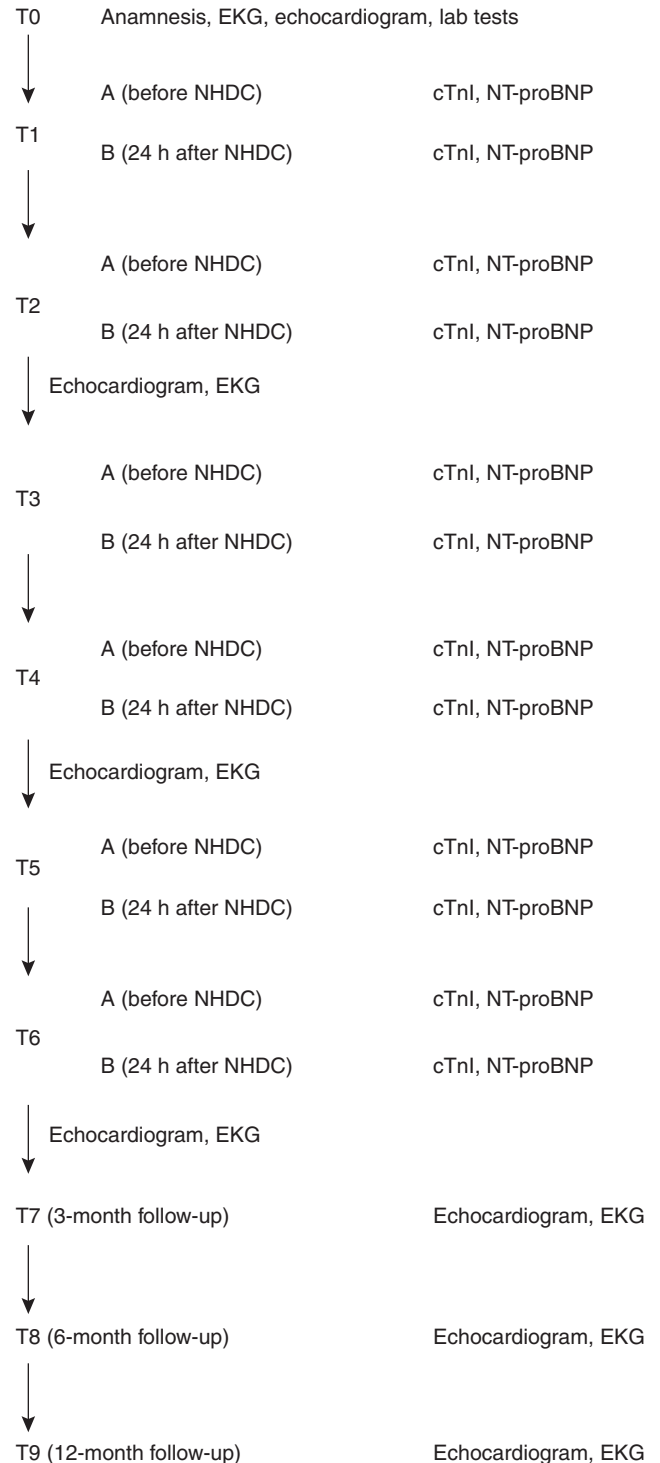 T0 Anamnesis, EKG, echocardiogram, lab tests
A (before NHDC) cTnI, NT-proBNP
T1
B (24 h after NHDC) cTnI, NT-proBNP
A (before NHDC) cTnI, NT-proBNP
T2
B (24 h after NHDC) cTnI, NT-proBNP
Echocardiogram, EKG
A (before NHDC) cTnI, NT-proBNP
T3
B (24 h after NHDC) cTnI, NT-proBNP
A (before NHDC) cTnI, NT-proBNP
T4
B (24 h after NHDC) cTnI, NT-proBNP
Echocardiogram, EKG
A (before NHDC) cTnI, NT-proBNP
T5
B (24 h after NHDC) cTnI, NT-proBNP
A (before NHDC) cTnI, NT-proBNP
T6
B (24 h after NHDC) cTnI, NT-proBNP
Echocardiogram, EKG
T7 (3-month follow-up) Echocardiogram, EKG
T8 (6-month follow-up) Echocardiogram, EKG
T9 (12-month follow-up) Echocardiogram, EKG